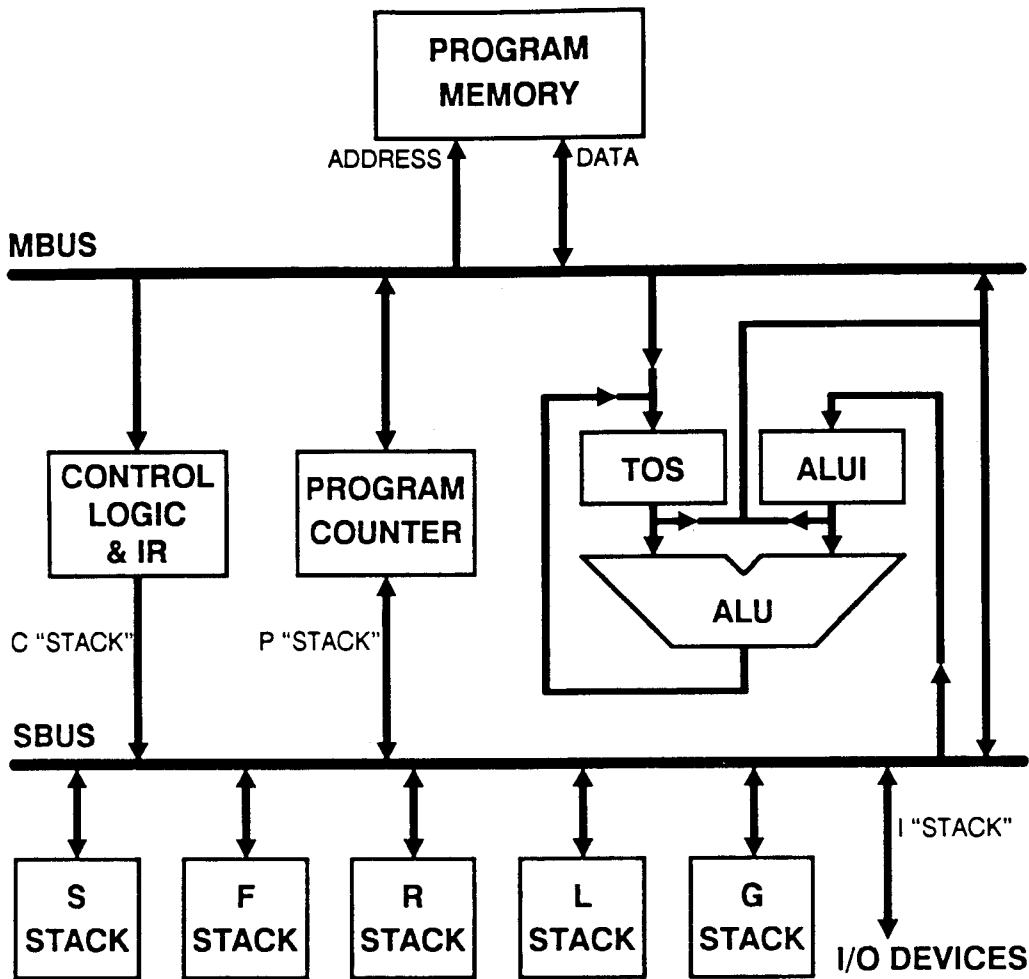 PROGRAM
MEMORY
ADDRESS
DATA
MBUS
CONTROL
LOGIC
& IR
PROGRAM
COUNTER
TOS
ALUI
ALU
C “STACK”
P “STACK”
SBUS
I “STACK”
S
STACK
F
STACK
R
STACK
L
STACK
G
STACK
I/O DEVICES